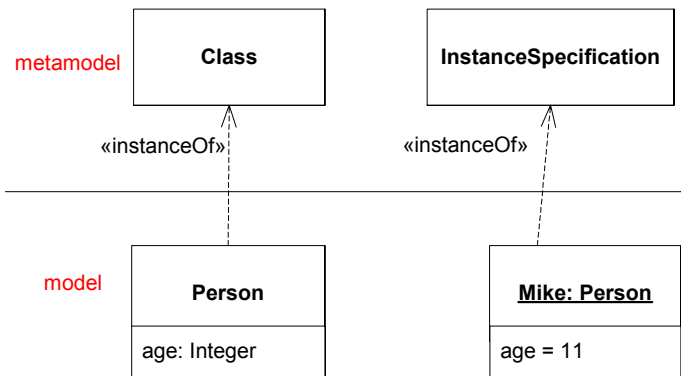 metamodel
Class
InstanceSpecification
«instanceOf»
«instanceOf»
model
Person
age: Integer
Mike: Person
age = 11